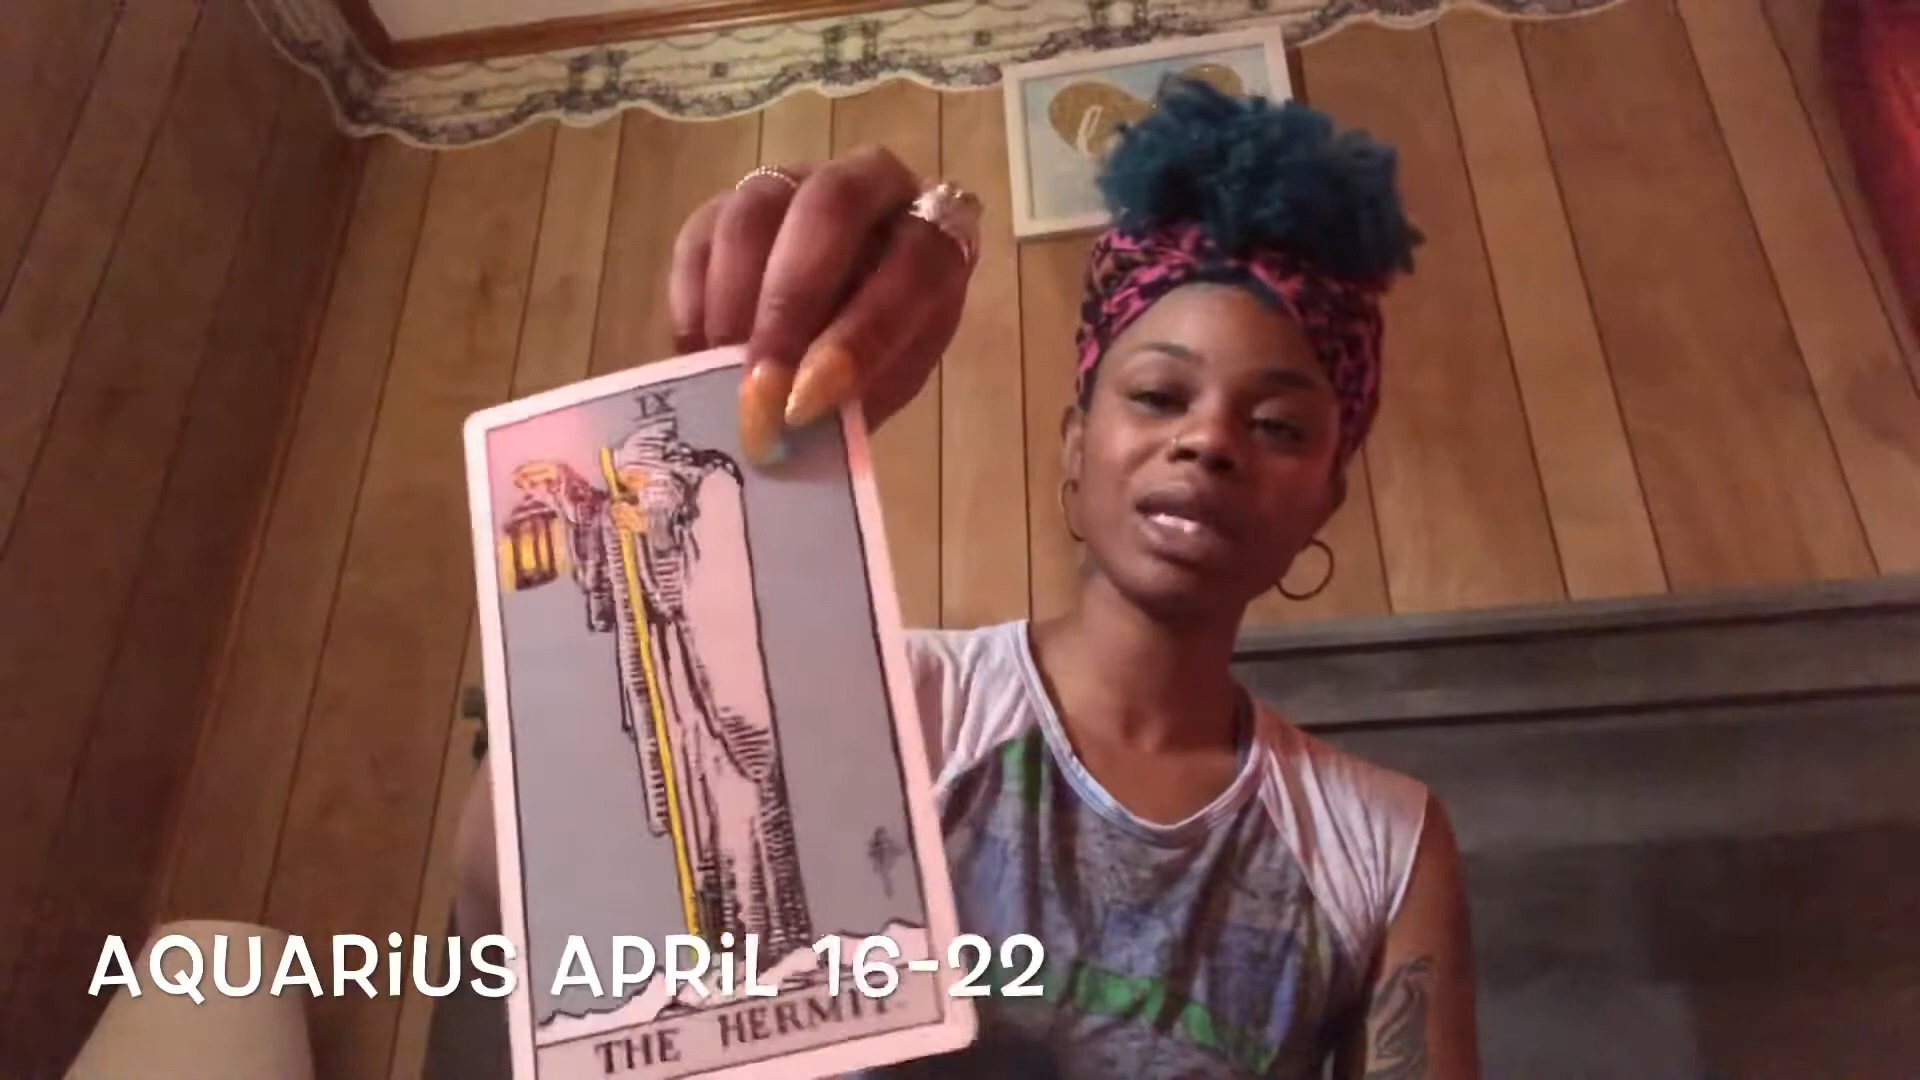 IX
AQUARiUS APRiL 16-22
THE HERMIT.